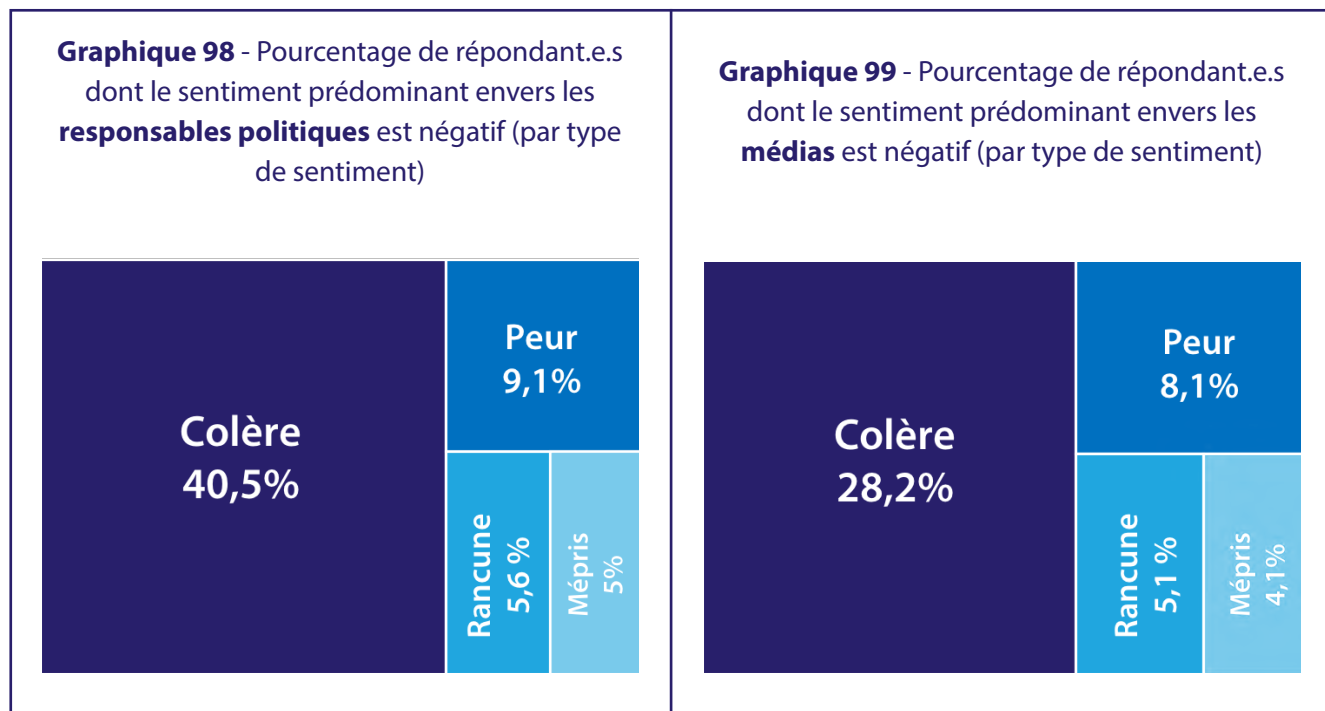 Graphique 98 - Pourcentage de répondant.e.s
dont le sentiment prédominant envers les
responsables politiques est négatif (par type
de sentiment)
Colère
40,5%
Peur
9,1%
Rancune
5,6 %
Mépris
5%
Graphique 99 - Pourcentage de répondant.e.s
dont le sentiment prédominant envers les
médias est négatif (par type de sentiment)
Colère
28,2%
Peur
8,1%
Rancune
5,1 %
Mépris
4,1%